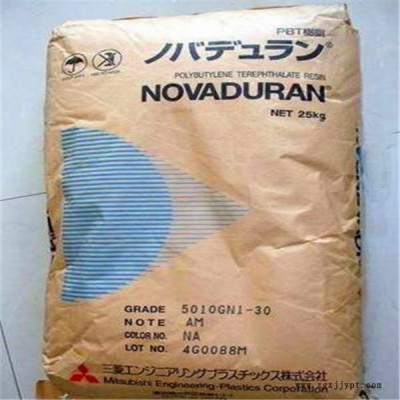 PBT樹脂
ノバデュラン®
POLYBUTYLENE TEREPHTHALATE RESIN
NOVADURAN®
NET 25kg
GRADE 5010GN1-30
NOTE AM
COLOR NO. NA
LOT NO. 4G0088M
三菱エンジニアリングプラスチックス株式会社
Mitsubishi Engineering-Plastics Corporation